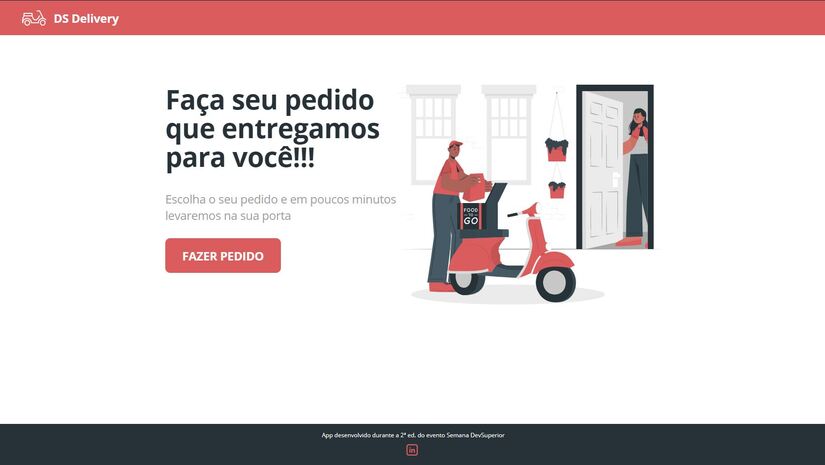 DS Delivery
Faça seu pedido
que entregamos
para você!!!
Escolha o seu pedido e em poucos minutos
levaremos na sua porta
FAZER PEDIDO
FOOD
TO
GO
App desenvolvido durante a 2ª ed. do evento Semana DevSuperior
in